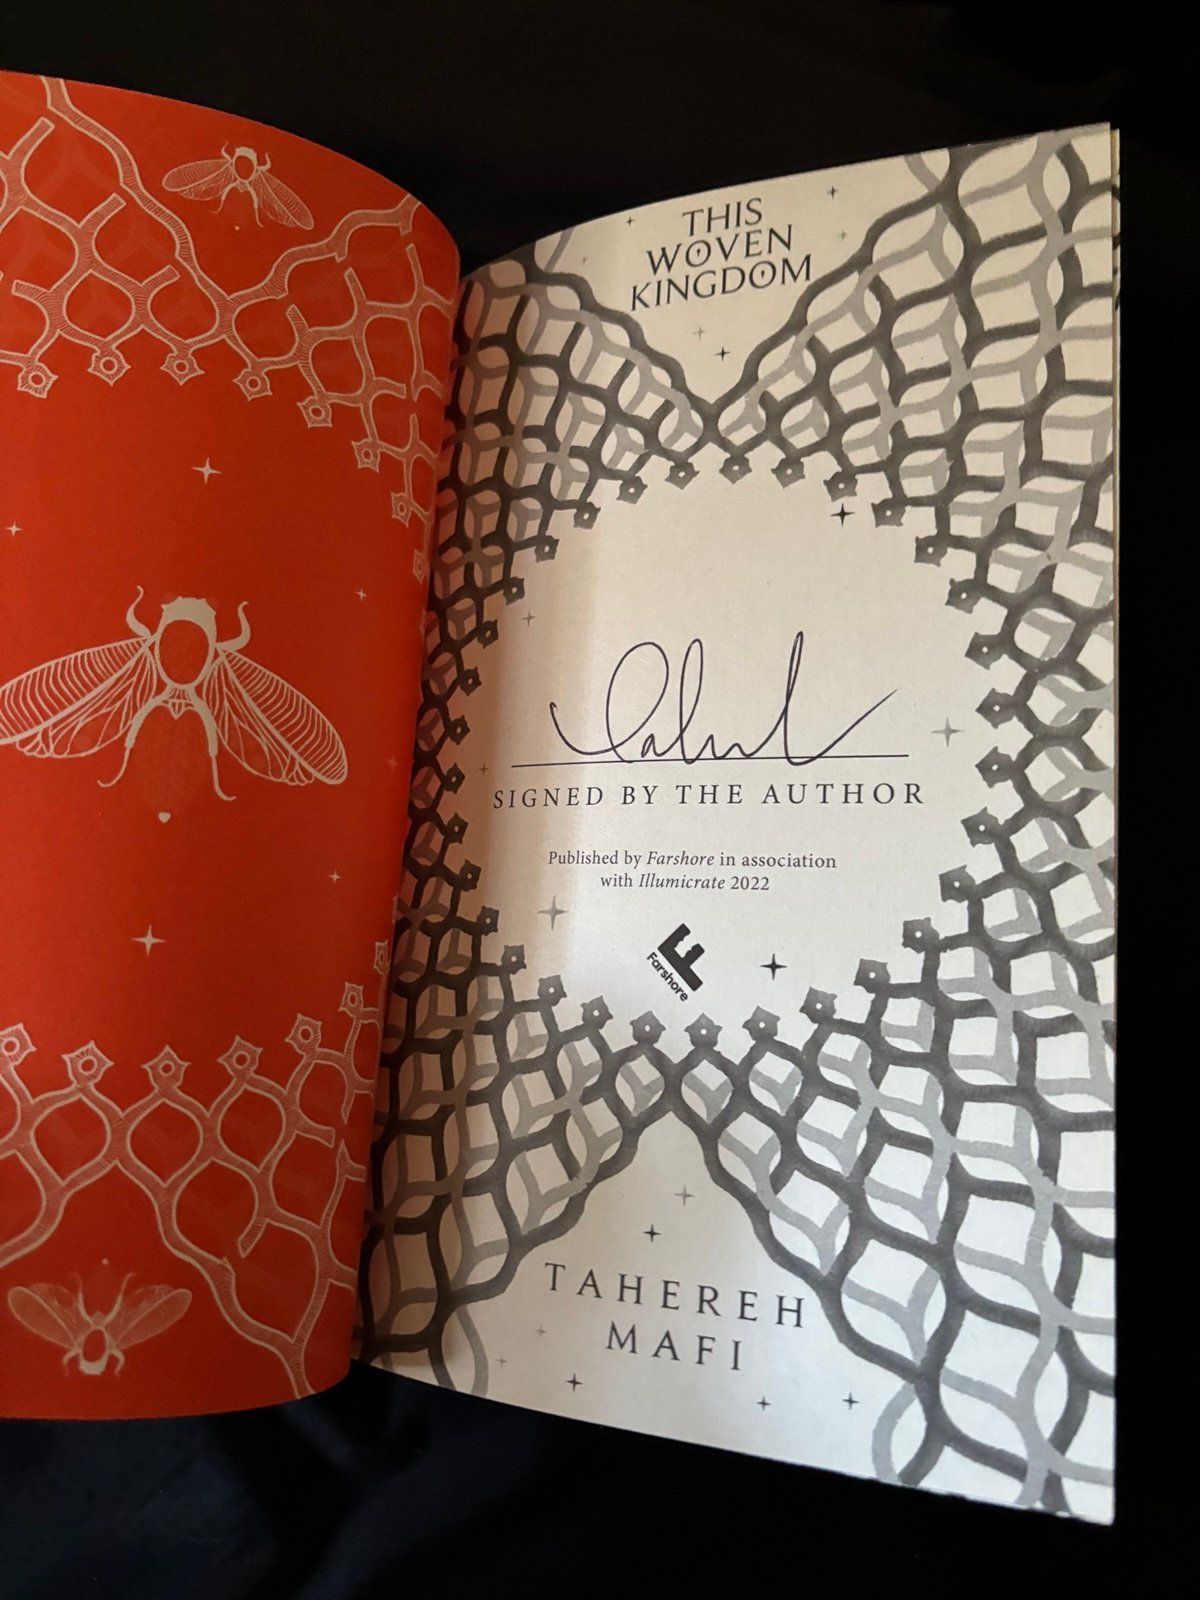 THIS
WOVEN
KINGDOM
SIGNED BY THE AUTHOR
Published by Farshore in association
with Illumicrate 2022
Farshore
TAHEREH
MAFI